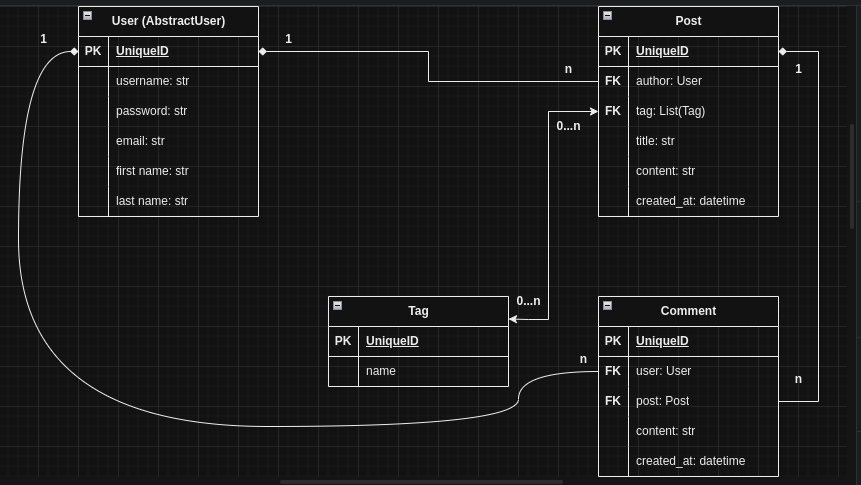 User (AbstractUser)
PK UniqueID
username: str
password: str
email: str
first name: str
last name: str
1
1
n
Post
PK UniqueID
FK author: User
FK tag: List(Tag)
title: str
content: str
created_at: datetime
1
0...n
0...n
Tag
PK UniqueID
name
n
Comment
PK UniqueID
FK user: User
FK post: Post
content: str
created_at: datetime
n